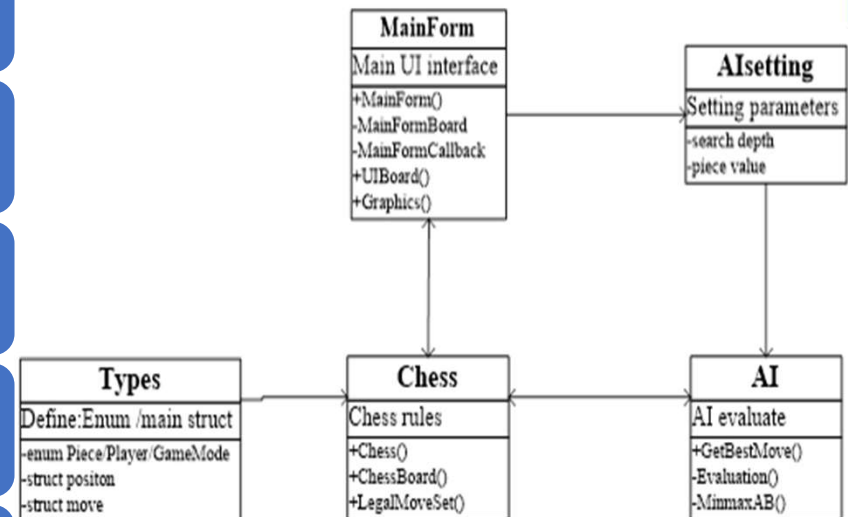 MainForm
Main UI interface
+MainForm()
-MainFormBoard
-MainFormCallback
+UIBoard()
+Graphics()
AIsetting
Setting parameters
-search depth
-piece value
Types
Define:Enum /main struct
-enum Piece/Player/GameMode
-struct positon
-struct move
Chess
Chess rules
+Chess()
+ChessBoard()
+LegalMoveSet()
AI
AI evaluate
+GetBestMove()
-Evaluation()
-MinmaxAB()